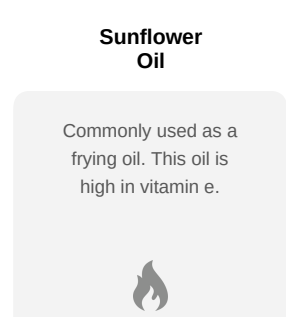 Sunflower
Oil
Commonly used as a
frying oil. This oil is
high in vitamin e.